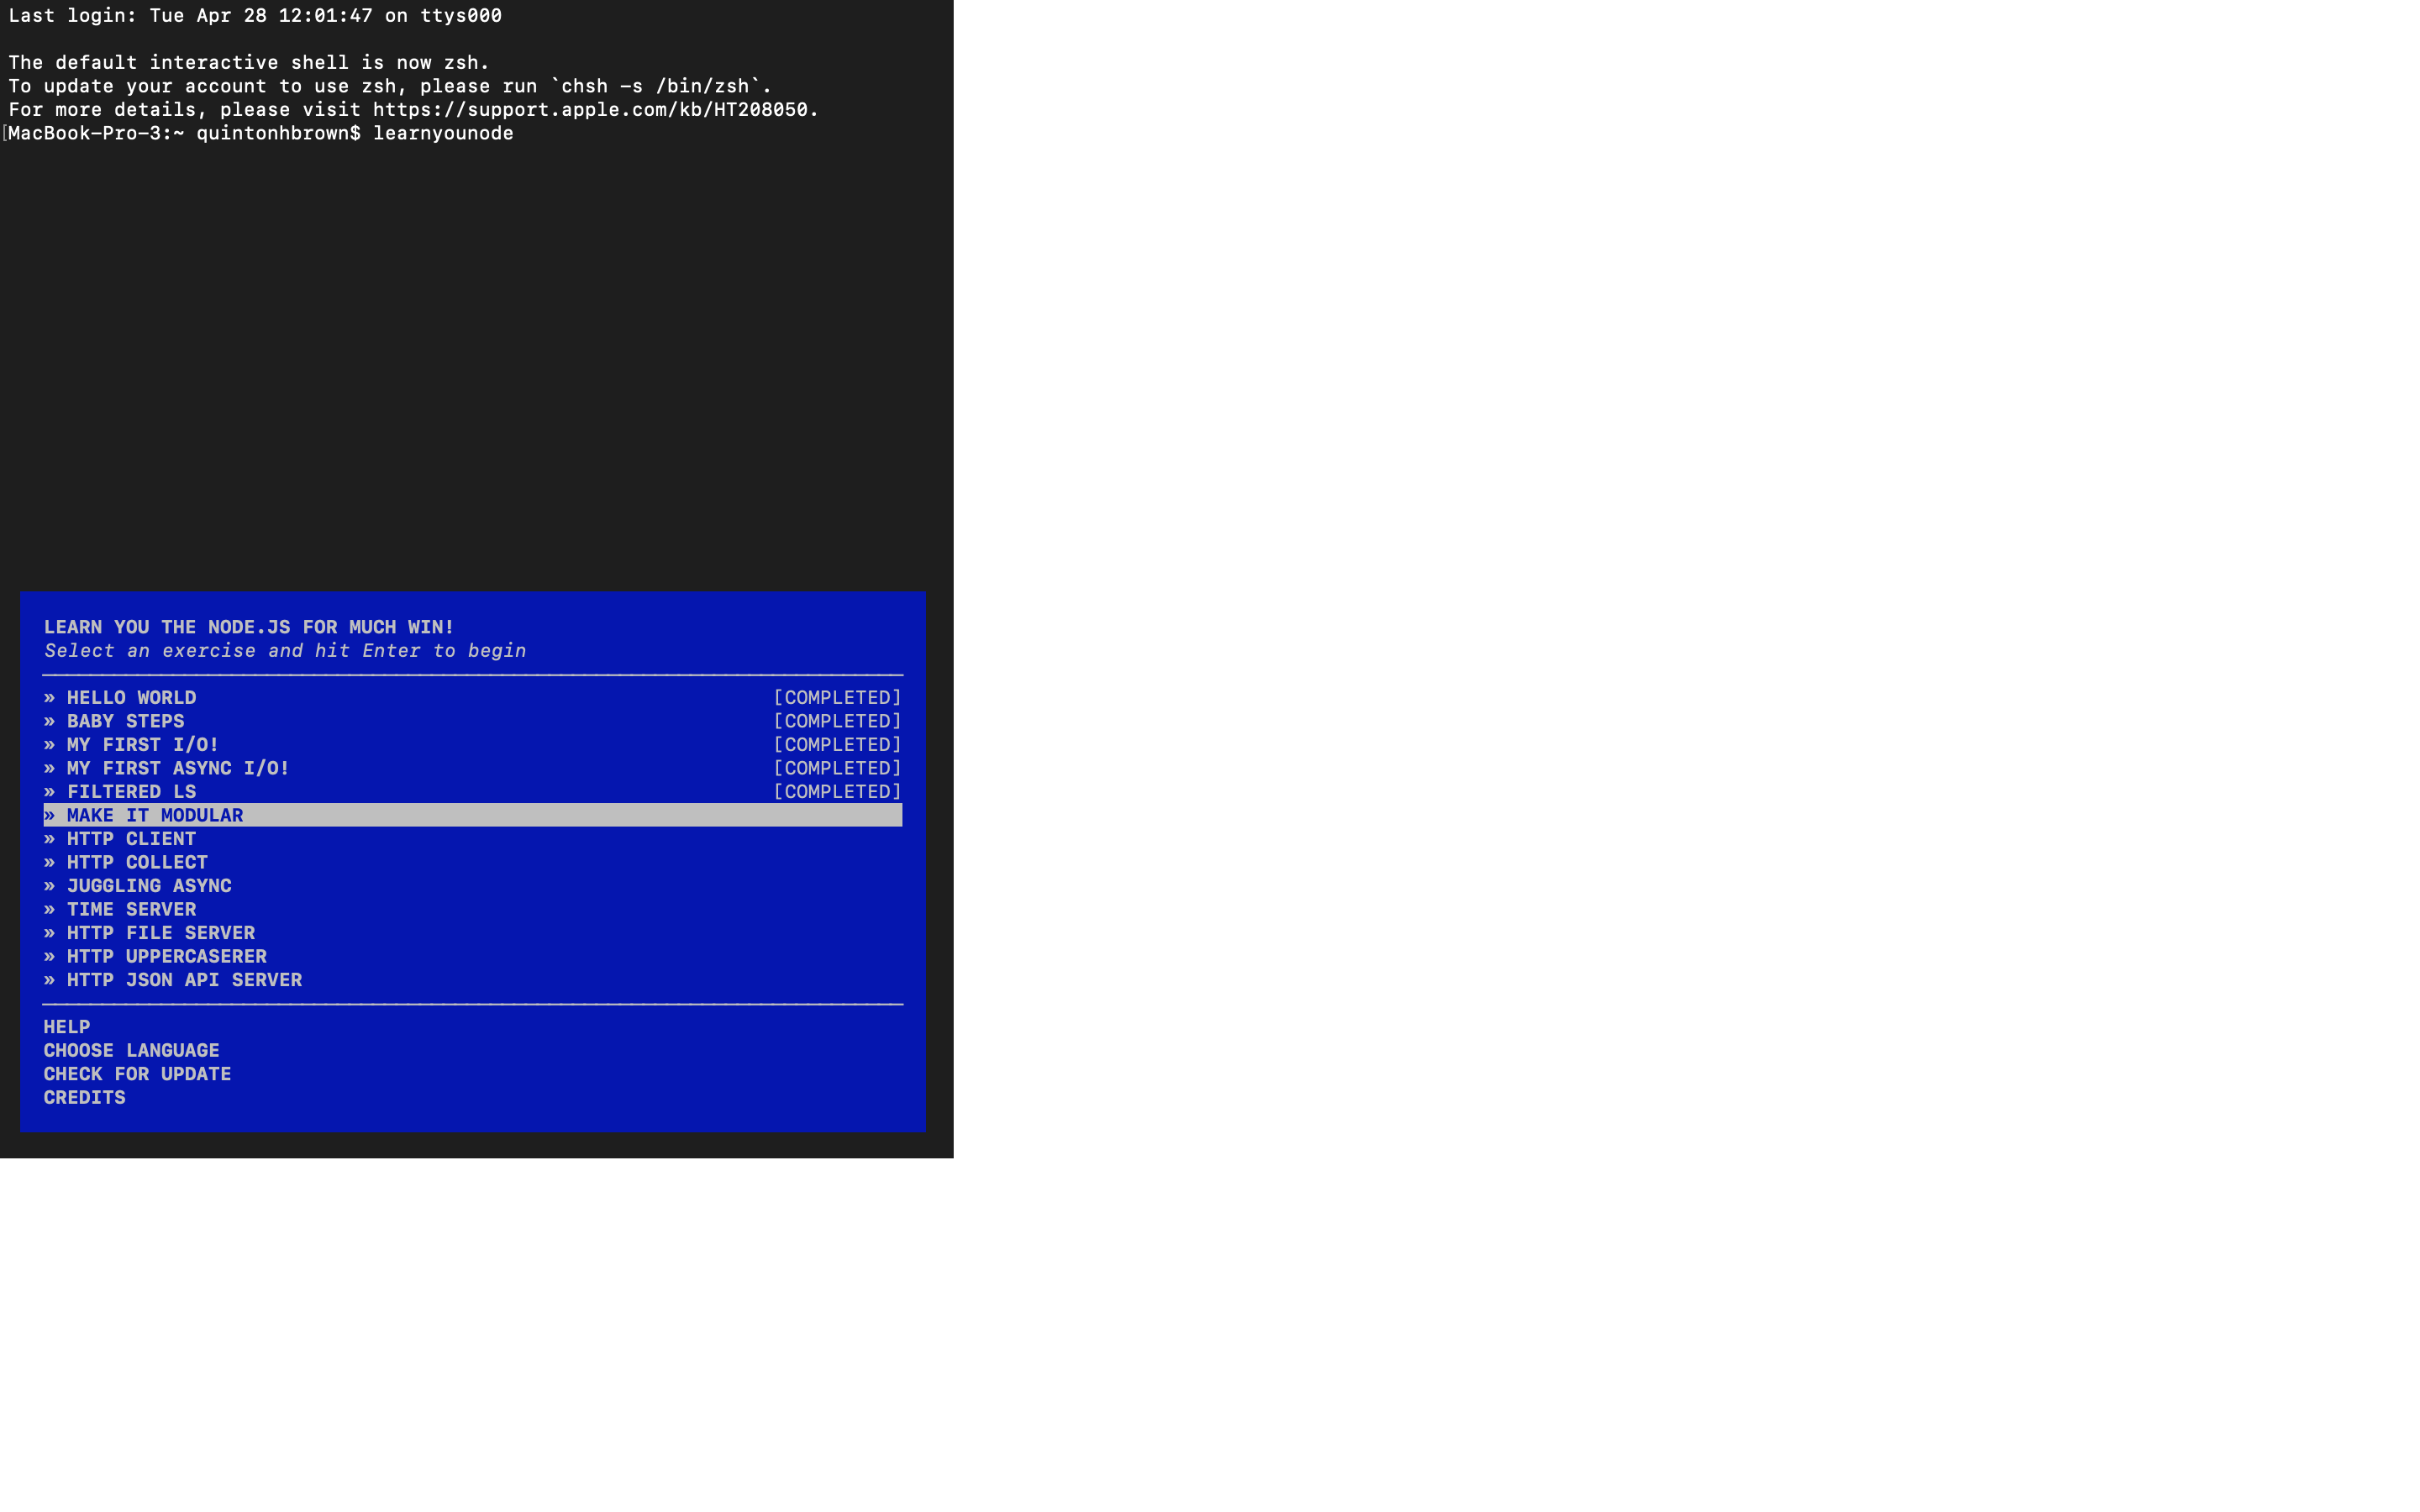 Last login: Tue Apr 28 12:01:47 on ttys000
The default interactive shell is now zsh.
To update your account to use zsh, please run `chsh -s /bin/zsh`.
For more details, please visit https://support.apple.com/kb/HT208050.
[MacBook-Pro-3:~ quintonhbrown$ learnyounode
LEARN YOU THE NODE.JS FOR MUCH WIN!
Select an exercise and hit Enter to begin
» HELLO WORLD [COMPLETED]
» BABY STEPS [COMPLETED]
» MY FIRST I/O! [COMPLETED]
» MY FIRST ASYNC I/O! [COMPLETED]
» FILTERED LS [COMPLETED]
» MAKE IT MODULAR
» HTTP CLIENT
» HTTP COLLECT
» JUGGLING ASYNC
» TIME SERVER
» HTTP FILE SERVER
» HTTP UPPERCASERER
» HTTP JSON API SERVER
HELP
CHOOSE LANGUAGE
CHECK FOR UPDATE
CREDITS